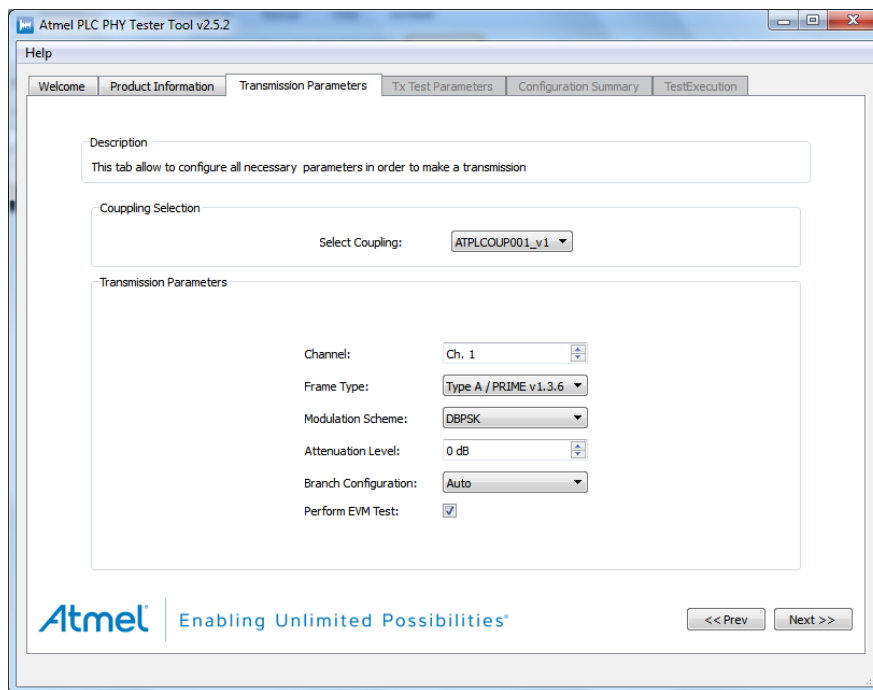 Atmel PLC PHY Tester Tool v2.5.2
Help
Welcome Product Information Transmission Parameters Tx Test Parameters Configuration Summary TestExecution
Description
This tab allow to configure all necessary parameters in order to make a transmission
Couppling Selection
Select Coupling: ATPLCOUP001_v1
Transmission Parameters
Channel: Ch. 1
Frame Type: Type A / PRIME v1.3.6
Modulation Scheme: DBPSK
Attenuation Level: 0 dB
Branch Configuration: Auto
Perform EVM Test:
Atmel Enabling Unlimited Possibilities® << Prev Next >>